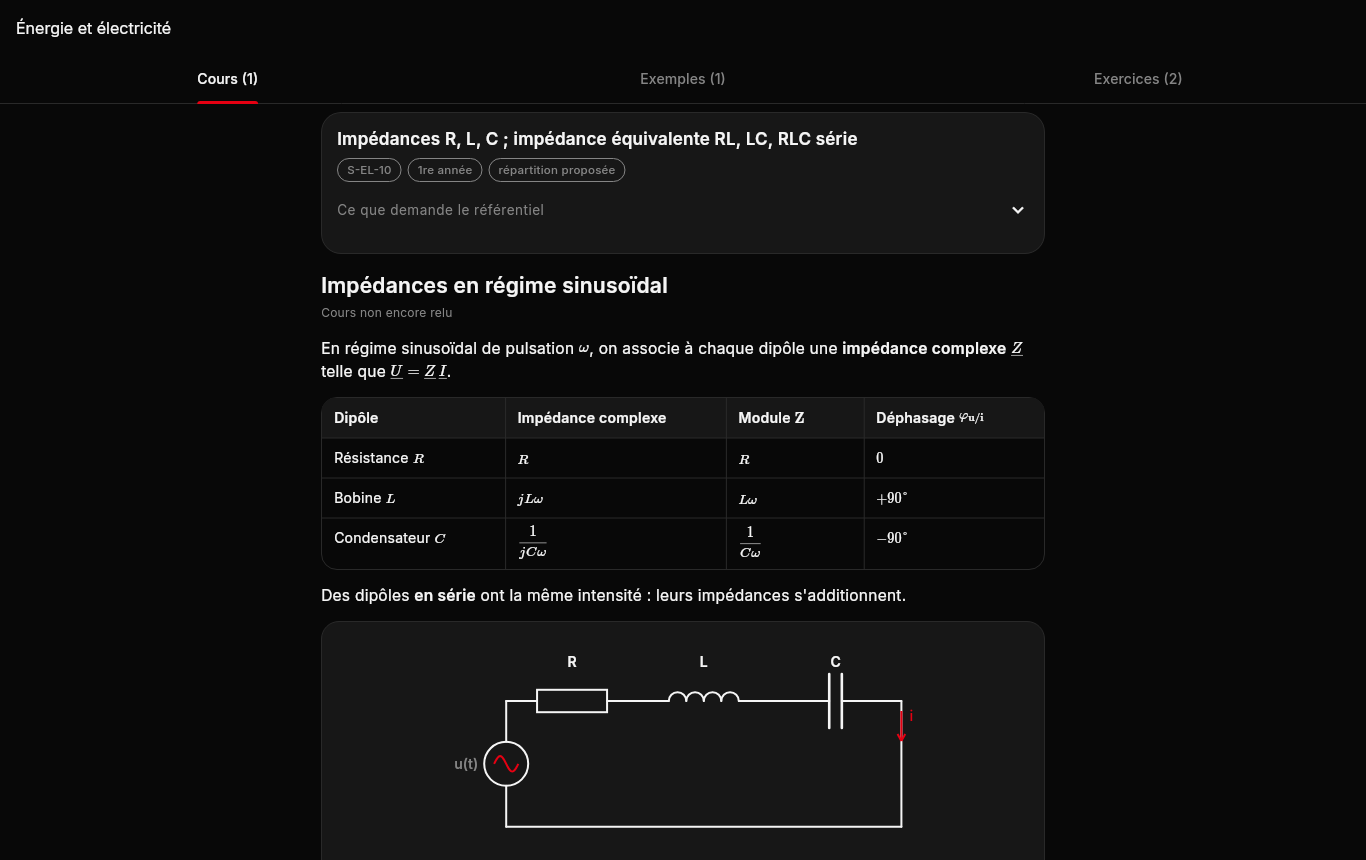 Énergie et électricité
Cours (1) Exemples (1) Exercices (2)
Impédances R, L, C ; impédance équivalente RL, LC, RLC série
S-EL-10 1re année répartition proposée
Ce que demande le référentiel
Impédances en régime sinusoïdal
Cours non encore relu
En régime sinusoïdal de pulsation ω, on associe à chaque dipôle une impédance complexe Z
telle que U = Z I.
Dipôle Impédance complexe Module Z Déphasage φu/i
Résistance R R R 0
Bobine L jLω Lω +90°
Condensateur C 1/jCω 1/Cω −90°
Des dipôles en série ont la même intensité : leurs impédances s'additionnent.
R L C
i
u(t)